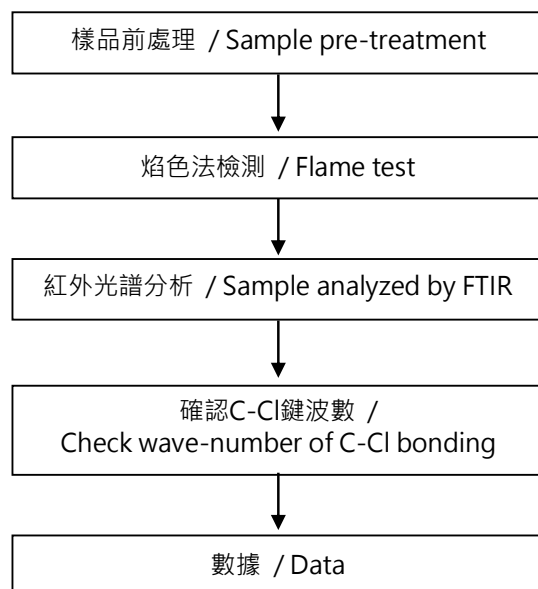 樣品前處理 / Sample pre-treatment
焰色法檢測 / Flame test
紅外光譜分析 / Sample analyzed by FTIR
確認C-Cl鍵波數 /
Check wave-number of C-Cl bonding
數據 / Data